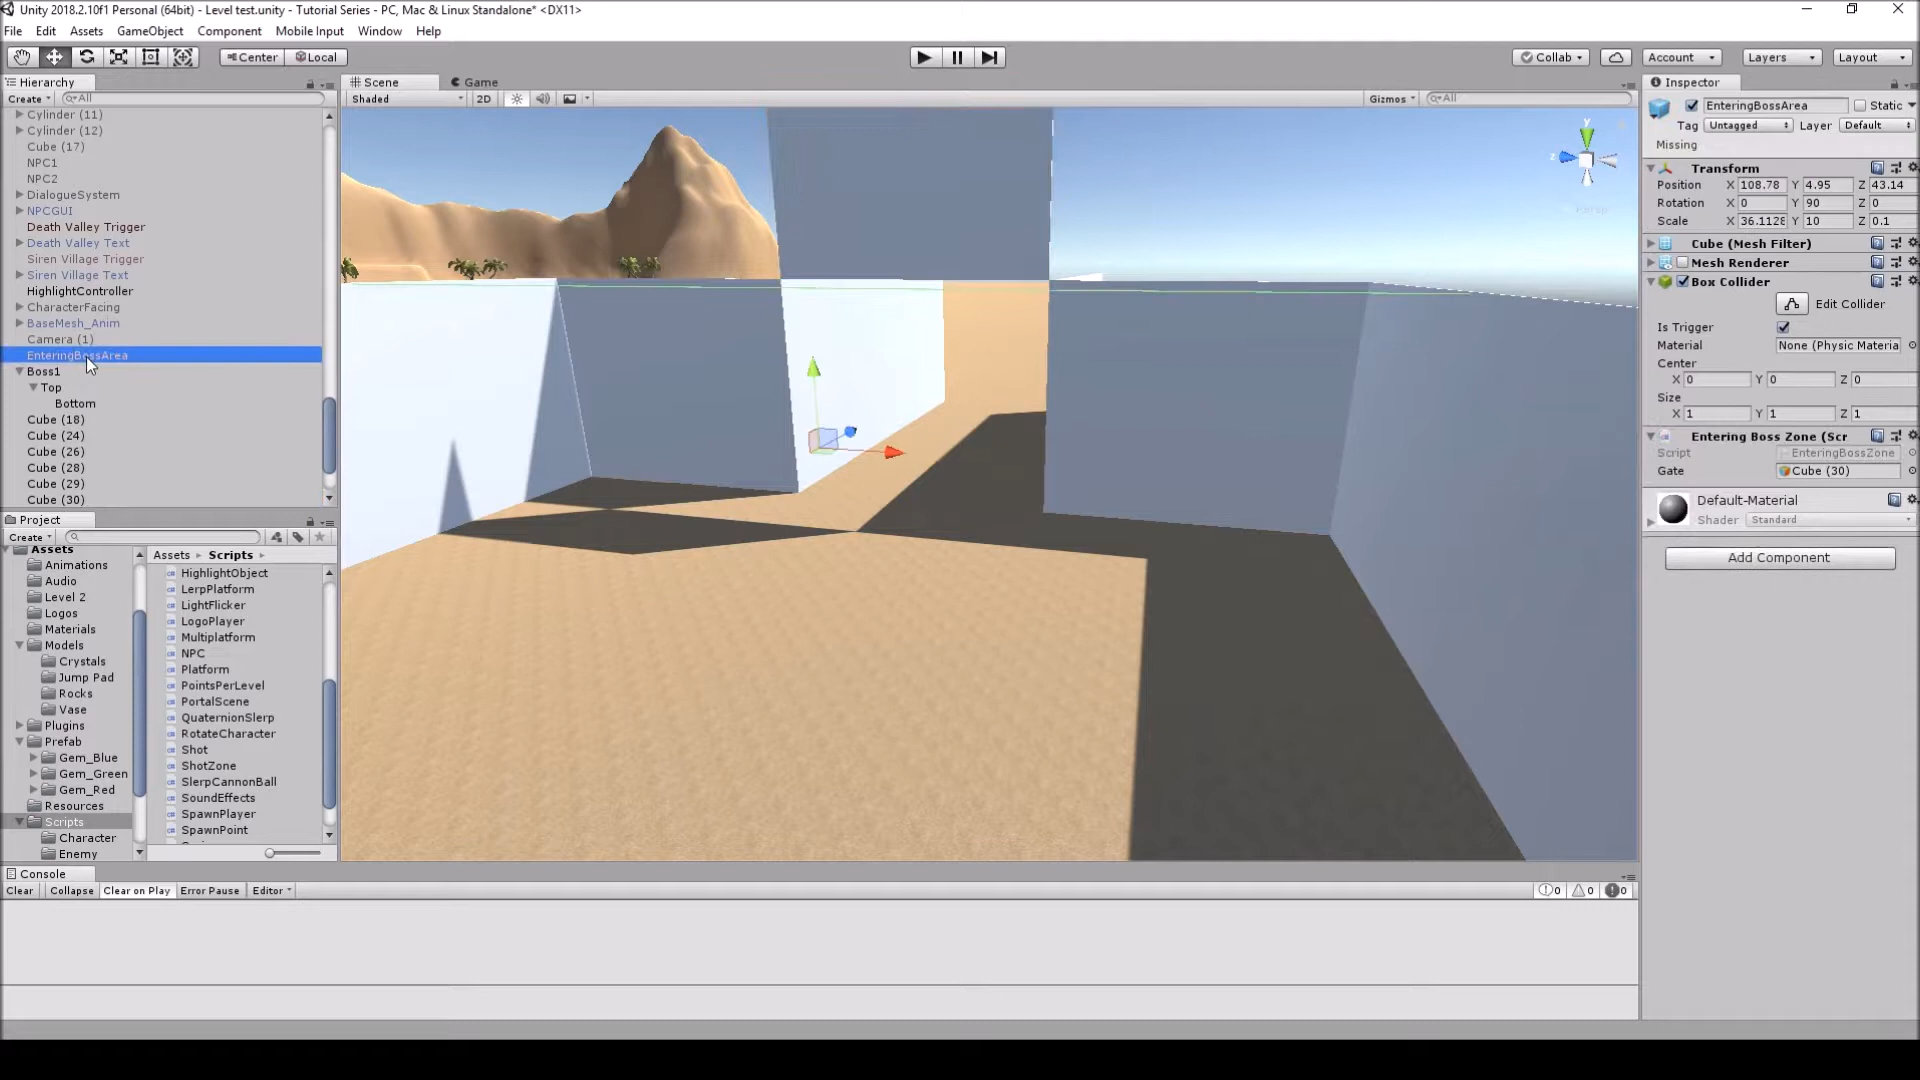 Unity 2018.2.10f1 Personal (64bit) - Level test.unity - Tutorial Series - PC, Mac & Linux Standalone* <DX11>
File Edit Assets GameObject Component Mobile Input Window Help
Center Local Collab Account Layers Layout
Hierarchy
Create All
Cylinder (11)
Cylinder (12)
Cube (17)
NPC1
NPC2
DialogueSystem
NPCGUI
Death Valley Trigger
Death Valley Text
Siren Village Trigger
Siren Village Text
HighlightController
CharacterFacing
BaseMesh_Anim
Camera (1)
EnteringBossArea
Boss1
Top
Bottom
Cube (18)
Cube (24)
Cube (26)
Cube (28)
Cube (29)
Cube (30)
Scene Game
Shaded 2D Gizmos All
y
z
Inspector
EnteringBossArea Static
Tag Untagged Layer Default
Missing
Transform
Position X 108.78 Y 4.95 Z 43.14
Rotation X 0 Y 90 Z 0
Scale X 36.1128 Y 10 Z 0.1
Cube (Mesh Filter)
Mesh Renderer
Box Collider
Edit Collider
Is Trigger
Material None (Physic Materia
Center
X 0 Y 0 Z 0
Size
X 1 Y 1 Z 1
Entering Boss Zone (Scr
Script EnteringBossZone
Gate Cube (30)
Default-Material
Shader Standard
Add Component
Project
Create
Assets
Animations
Audio
Level 2
Logos
Materials
Models
Crystals
Jump Pad
Rocks
Vase
Plugins
Prefab
Gem_Blue
Gem_Green
Gem_Red
Resources
Scripts
Character
Enemy
Assets Scripts
HighlightObject
LerpPlatform
LightFlicker
LogoPlayer
Multiplatform
NPC
Platform
PointsPerLevel
PortalScene
QuaternionSlerp
RotateCharacter
Shot
ShotZone
SlerpCannonBall
SoundEffects
SpawnPlayer
SpawnPoint
Console
Clear Collapse Clear on Play Error Pause Editor 0 0 0